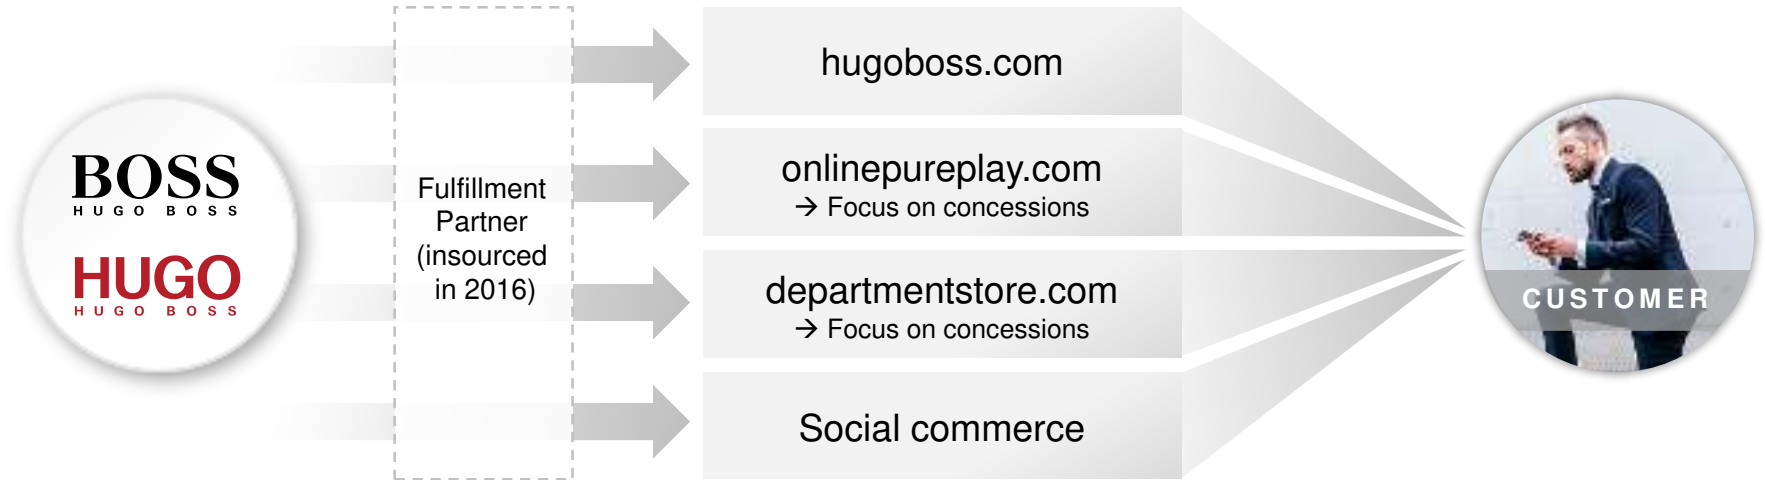 BOSS
HUGO BOSS
HUGO
HUGO BOSS
Fulfillment
Partner
(insourced
in 2016)
hugoboss.com
onlinepureplay.com
→ Focus on concessions
departmentstore.com
→ Focus on concessions
Social commerce
CUSTOMER